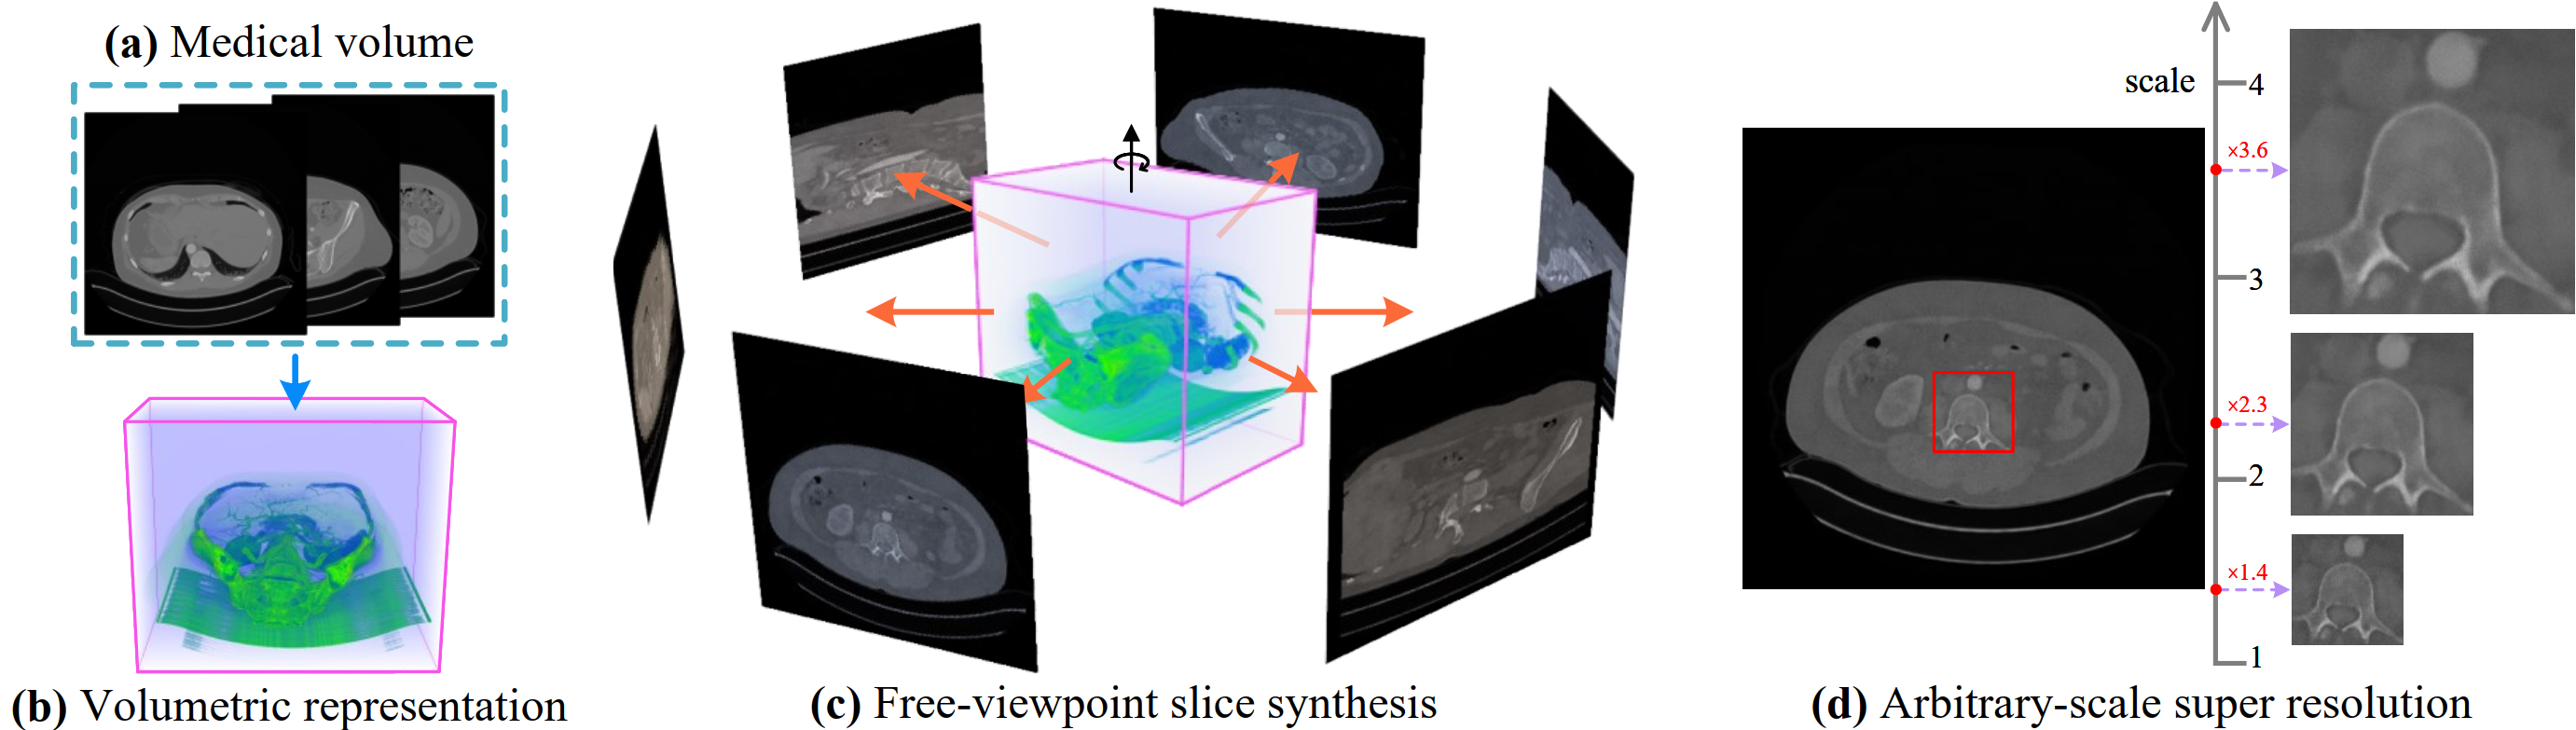 (a) Medical volume
(b) Volumetric representation
(c) Free-viewpoint slice synthesis
scale
4
×3.6
3
×2.3
2
×1.4
1
(d) Arbitrary-scale super resolution